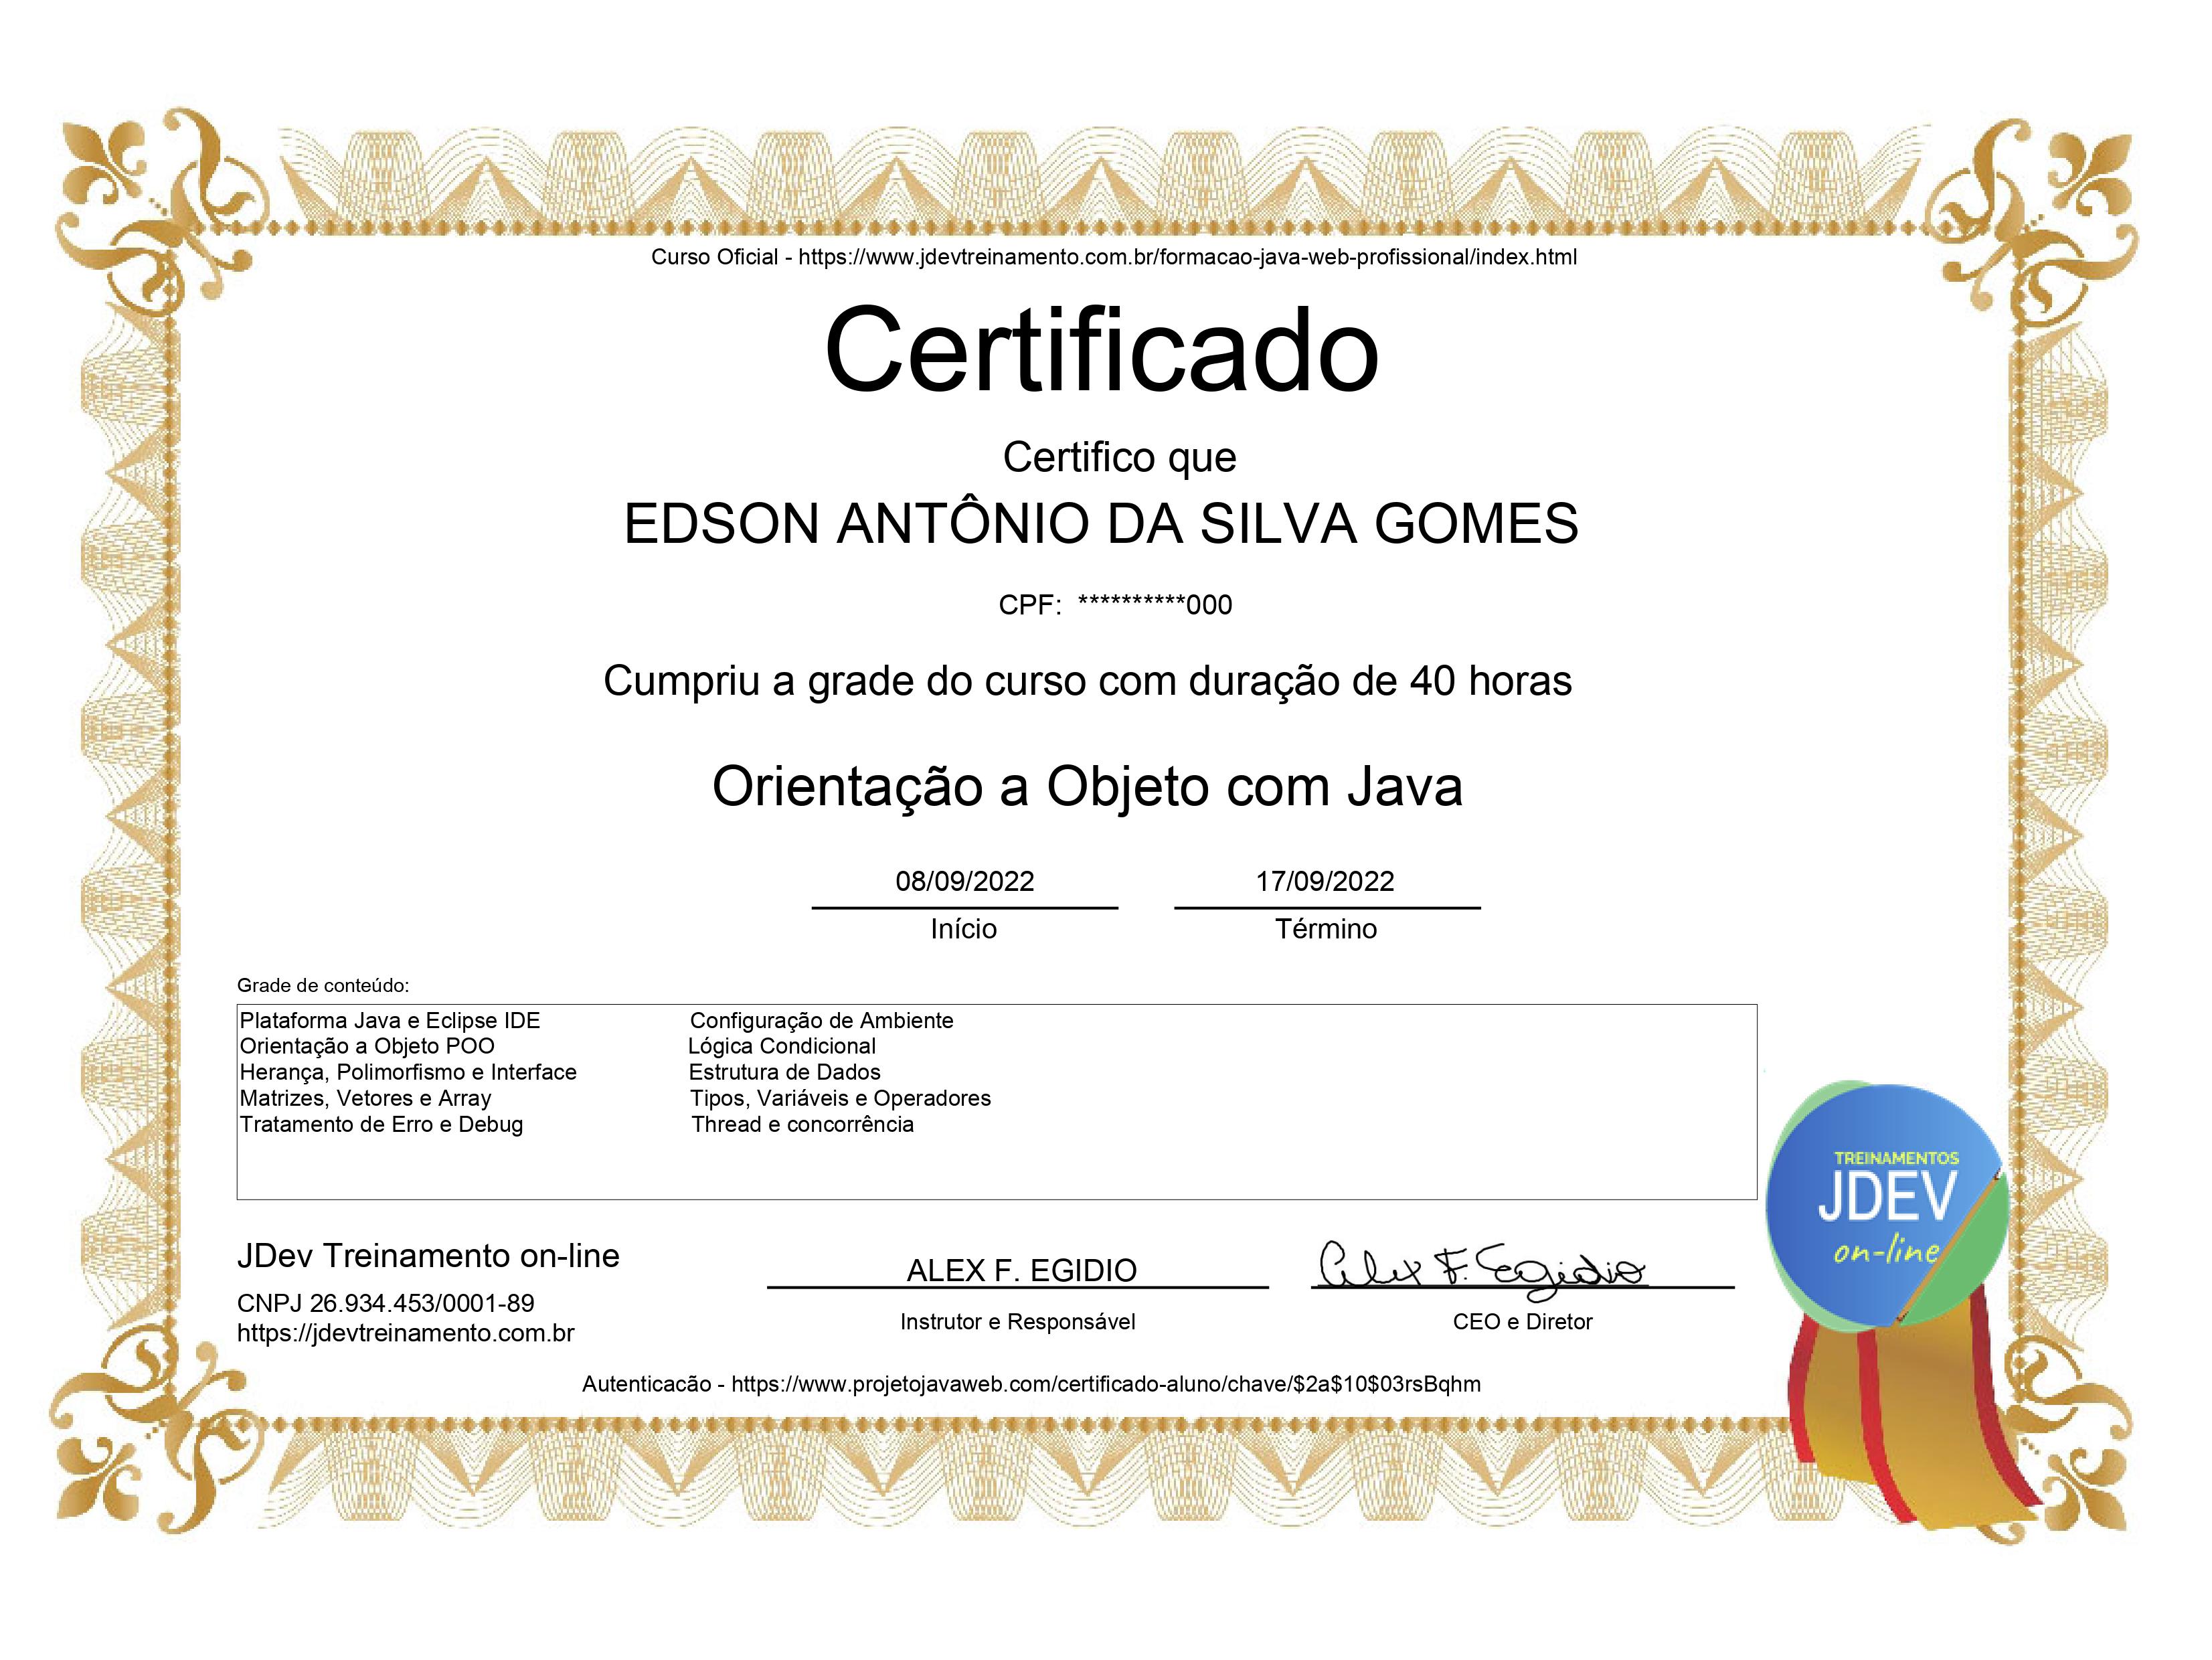 Curso Oficial - https://www.jdevtreinamento.com.br/formacao-java-web-profissional/index.html
Certificado
Certifico que
EDSON ANTÔNIO DA SILVA GOMES
CPF: **********000
Cumpriu a grade do curso com duração de 40 horas
Orientação a Objeto com Java
08/09/2022 17/09/2022
Início Término
Grade de conteúdo:
Plataforma Java e Eclipse IDE Configuração de Ambiente
Orientação a Objeto POO Lógica Condicional
Herança, Polimorfismo e Interface Estrutura de Dados
Matrizes, Vetores e Array Tipos, Variáveis e Operadores
Tratamento de Erro e Debug Thread e concorrência
TREINAMENTOS
JDEV
on-line
JDev Treinamento on-line
CNPJ 26.934.453/0001-89
https://jdevtreinamento.com.br
ALEX F. EGIDIO
Instrutor e Responsável
Alex F. Egidio
CEO e Diretor
Autenticacão - https://www.projetojavaweb.com/certificado-aluno/chave/$2a$10$03rsBqhm